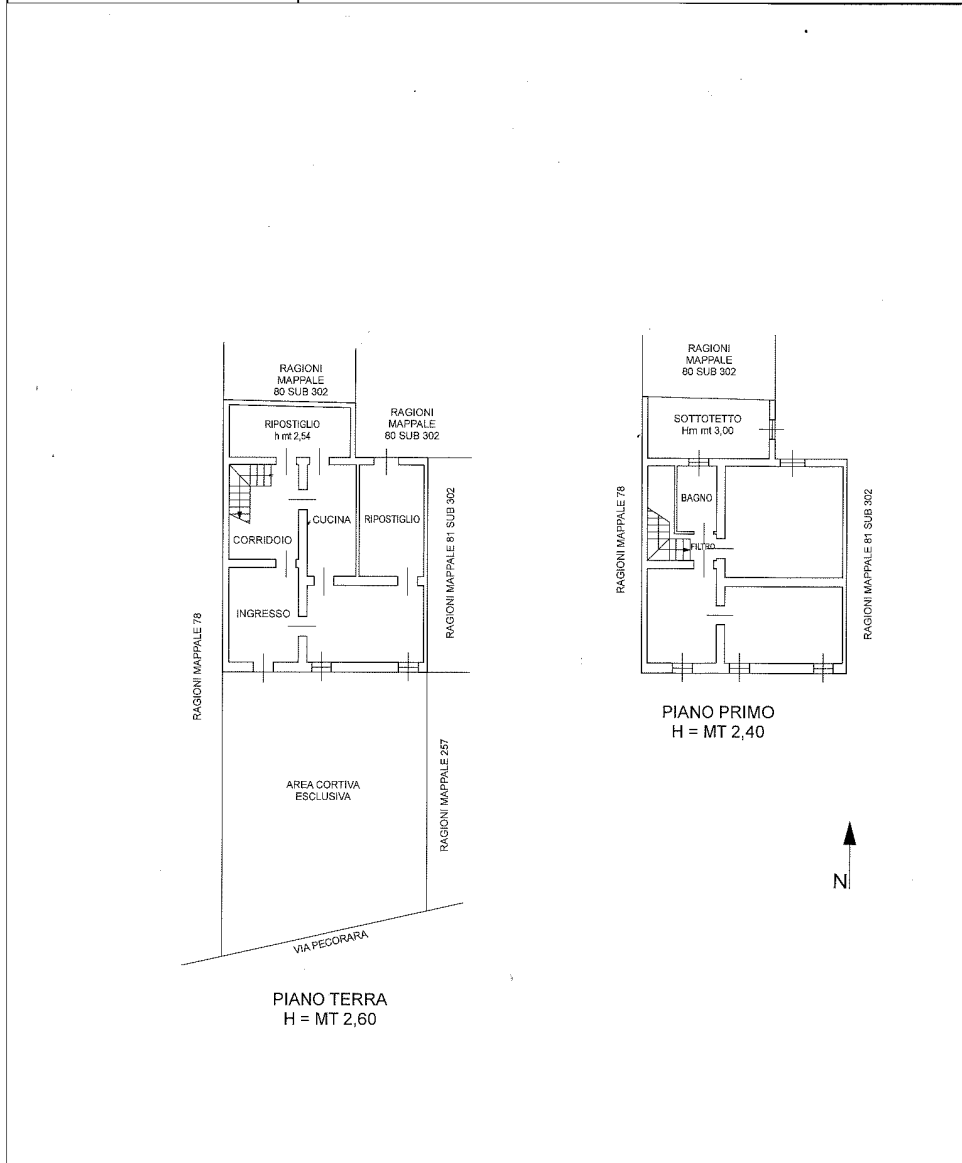 RAGIONI
MAPPALE
80 SUB 302
RIPOSTIGLIO
h mt 2,54
RAGIONI
MAPPALE
80 SUB 302
CUCINA
RIPOSTIGLIO
CORRIDOIO
INGRESSO
RAGIONI MAPPALE 78
RAGIONI MAPPALE 81 SUB 302
RAGIONI MAPPALE 257
AREA CORTIVA
ESCLUSIVA
VIA PECORARA
PIANO TERRA
H = MT 2,60
RAGIONI
MAPPALE
80 SUB 302
SOTTOTETTO
Hm mt 3,00
BAGNO
FILTRO
RAGIONI MAPPALE 78
RAGIONI MAPPALE 81 SUB 302
PIANO PRIMO
H = MT 2,40
N